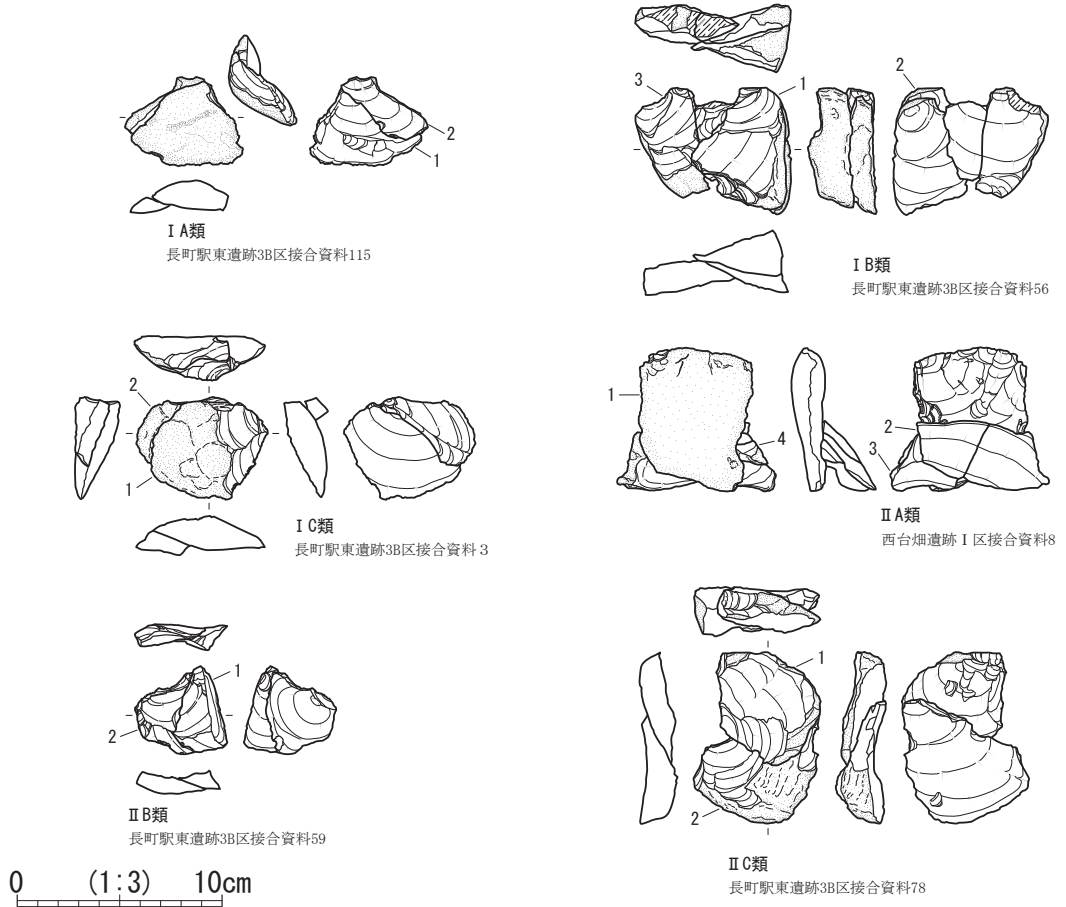 2
1
ⅠA類
長町駅東遺跡3B区接合資料115
3
1
2
ⅠB類
長町駅東遺跡3B区接合資料56
2
1
ⅠC類
長町駅東遺跡3B区接合資料3
1
4
2
3
ⅡA類
西台畑遺跡Ⅰ区接合資料8
1
2
ⅡB類
長町駅東遺跡3B区接合資料59
1
2
ⅡC類
長町駅東遺跡3B区接合資料78
0 (1:3) 10cm